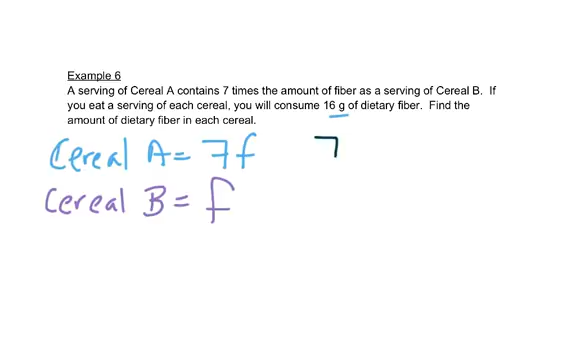 Example 6
A serving of Cereal A contains 7 times the amount of fiber as a serving of Cereal B. If
you eat a serving of each cereal, you will consume 16 g of dietary fiber. Find the
amount of dietary fiber in each cereal.
Cereal A = 7f 7
Cereal B = f